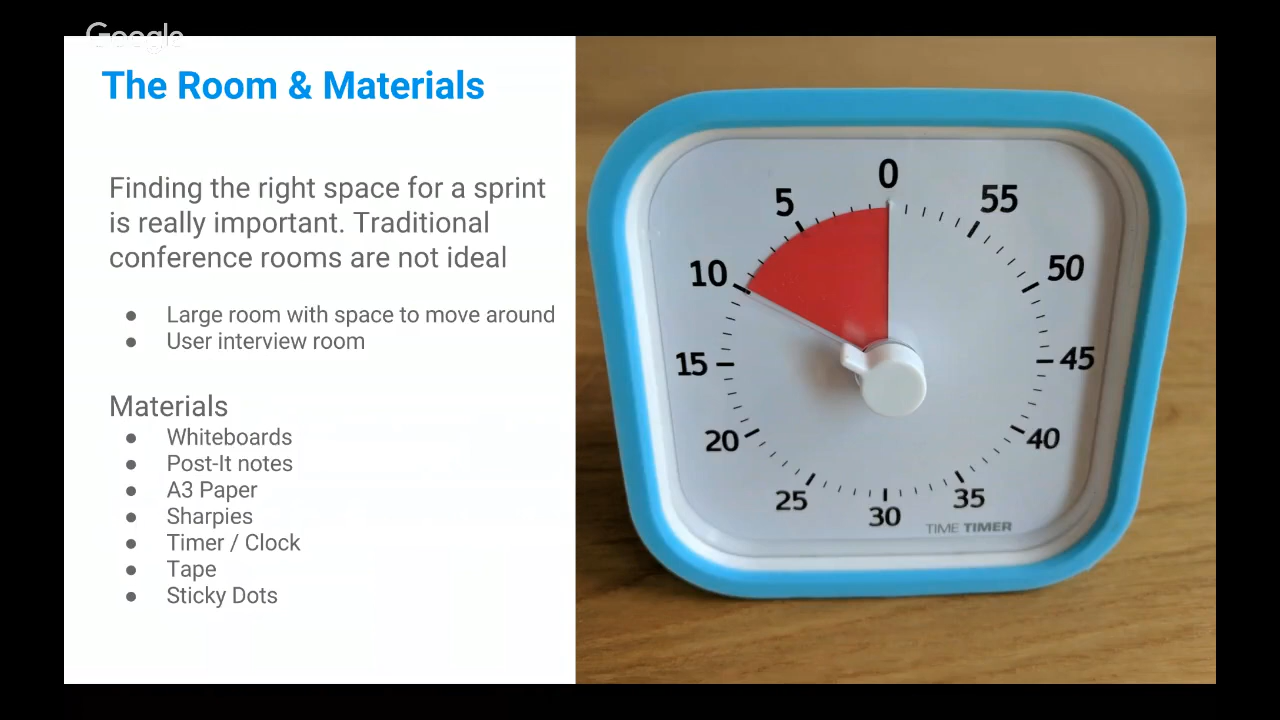 Google
The Room & Materials
Finding the right space for a sprint
is really important. Traditional
conference rooms are not ideal
● Large room with space to move around
● User interview room
Materials
● Whiteboards
● Post-It notes
● A3 Paper
● Sharpies
● Timer / Clock
● Tape
● Sticky Dots
0
5
55
10
50
15
45
20
40
25
35
30
TIME TIMER